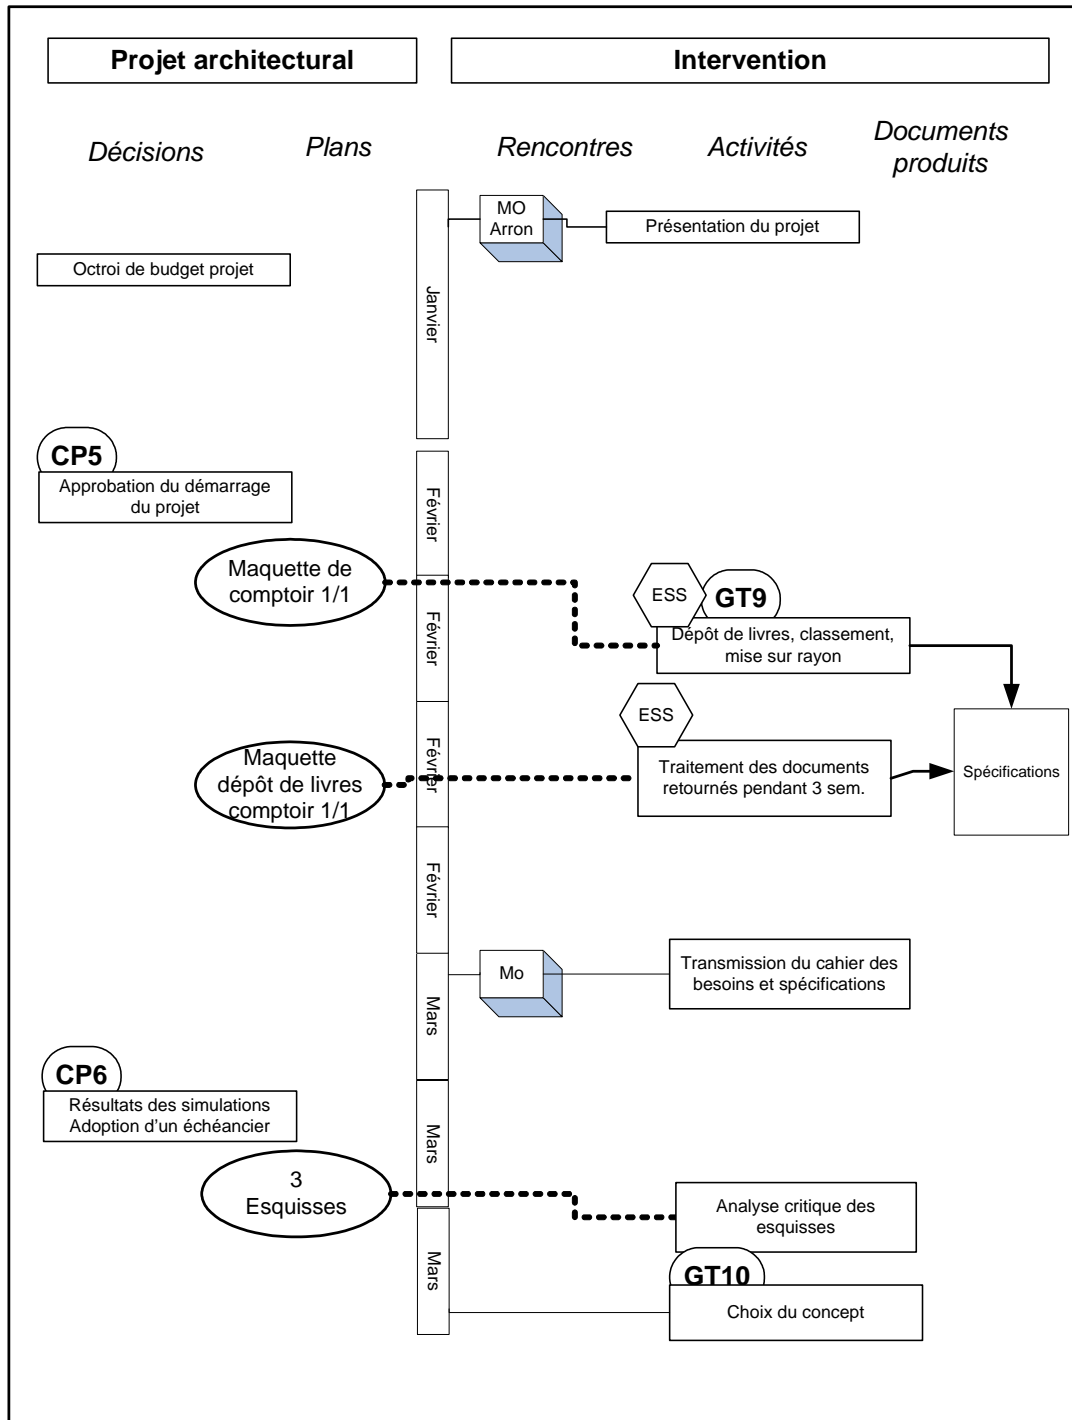 Projet architectural
Intervention
Décisions
Plans
Rencontres
Activités
Documents
produits
MO
Arron
Présentation du projet
Octroi de budget projet
Janvier
CP5
Approbation du démarrage
du projet
Février
Maquette de
comptoir 1/1
Février
ESS
GT9
Dépôt de livres, classement,
mise sur rayon
ESS
Maquette
dépôt de livres
comptoir 1/1
Février
Traitement des documents
retournés pendant 3 sem.
Spécifications
Février
Mo
Transmission du cahier des
besoins et spécifications
Mars
CP6
Résultats des simulations
Adoption d'un échéancier
Mars
3
Esquisses
Analyse critique des
esquisses
Mars
GT10
Choix du concept